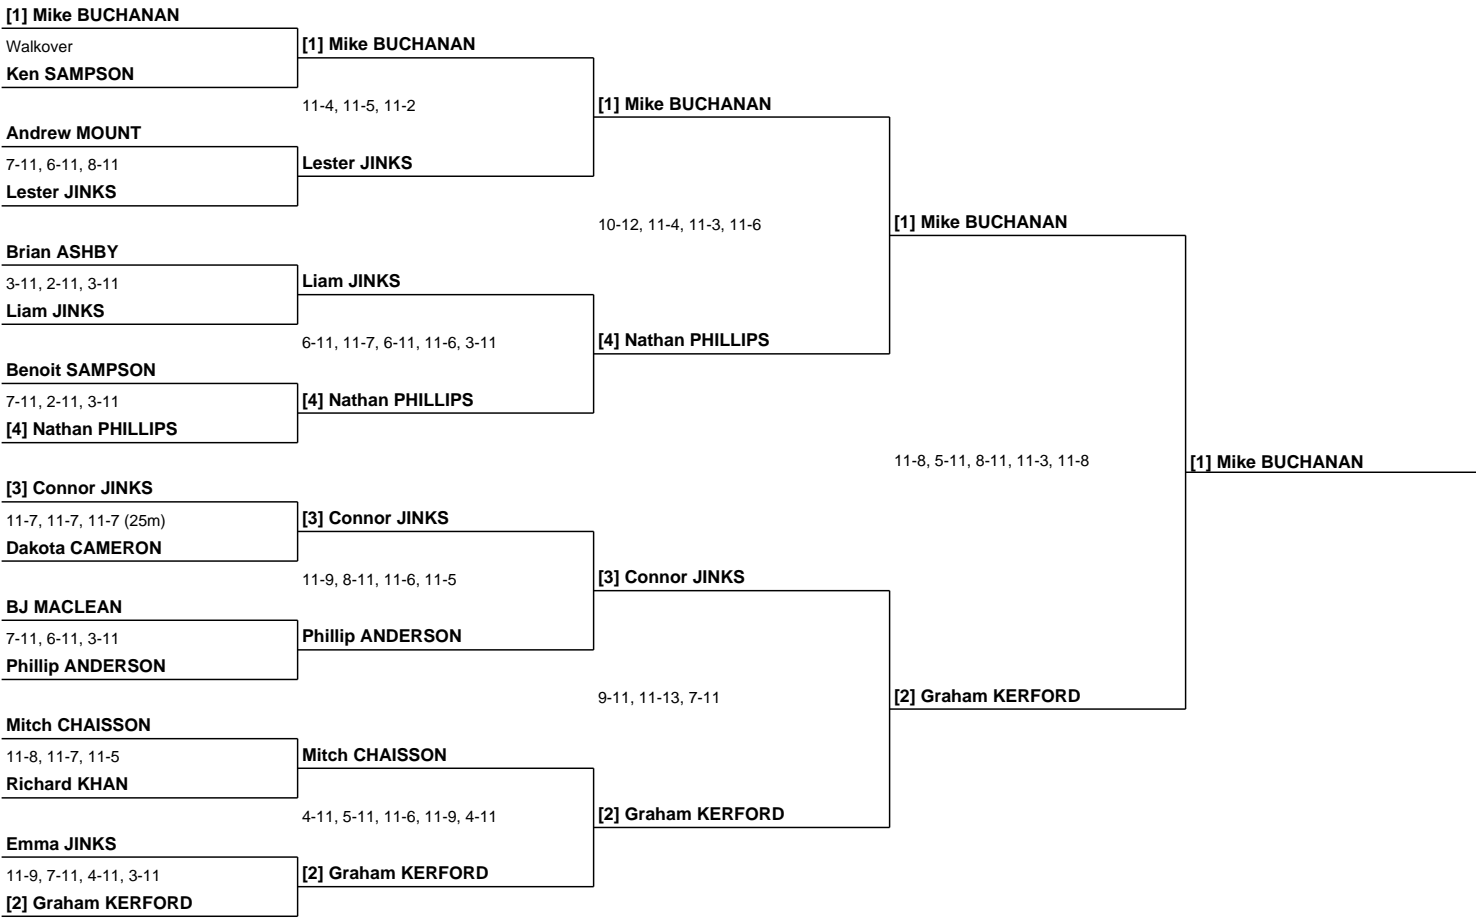 [1] Mike BUCHANAN
Walkover
Ken SAMPSON
Andrew MOUNT
7-11, 6-11, 8-11
Lester JINKS
Brian ASHBY
3-11, 2-11, 3-11
Liam JINKS
Benoit SAMPSON
7-11, 2-11, 3-11
[4] Nathan PHILLIPS
[3] Connor JINKS
11-7, 11-7, 11-7 (25m)
Dakota CAMERON
BJ MACLEAN
7-11, 6-11, 3-11
Phillip ANDERSON
Mitch CHAISSON
11-8, 11-7, 11-5
Richard KHAN
Emma JINKS
11-9, 7-11, 4-11, 3-11
[2] Graham KERFORD
[1] Mike BUCHANAN
11-4, 11-5, 11-2
Lester JINKS
Liam JINKS
6-11, 11-7, 6-11, 11-6, 3-11
[4] Nathan PHILLIPS
[3] Connor JINKS
11-9, 8-11, 11-6, 11-5
Phillip ANDERSON
Mitch CHAISSON
4-11, 5-11, 11-6, 11-9, 4-11
[2] Graham KERFORD
[1] Mike BUCHANAN
10-12, 11-4, 11-3, 11-6
[4] Nathan PHILLIPS
[3] Connor JINKS
9-11, 11-13, 7-11
[2] Graham KERFORD
[1] Mike BUCHANAN
11-8, 5-11, 8-11, 11-3, 11-8
[2] Graham KERFORD
[1] Mike BUCHANAN